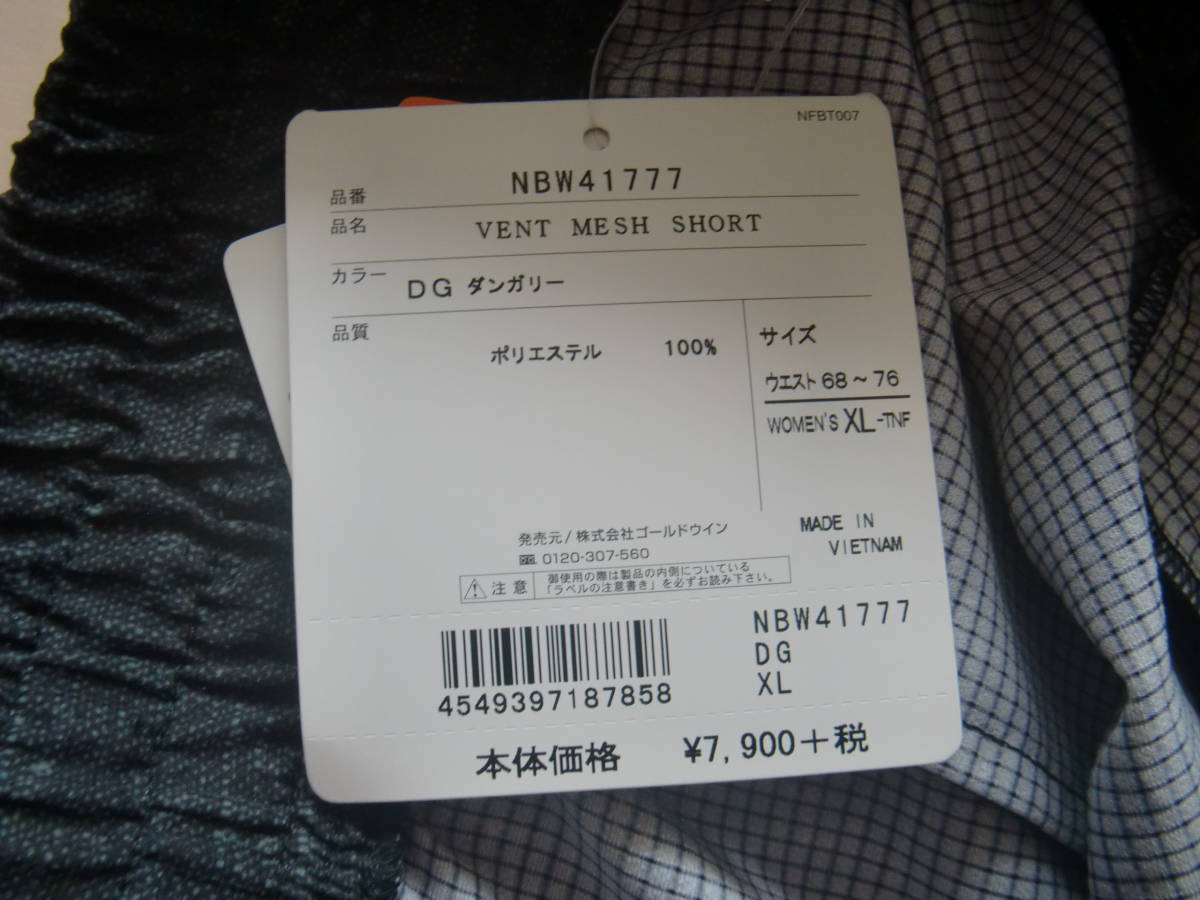 NFBT007
品番 NBW41777
品名 VENT MESH SHORT
カラー DG ダンガリー
品質 ポリエステル 100%
サイズ
ウエスト 68~76
WOMEN'S XL-TNF
MADE IN
VIETNAM
発売元/株式会社ゴールドウイン
0120-307-560
注意 御使用の際は製品の内側についている
「ラベルの注意書き」を必ずお読み下さい。
NBW41777
DG
XL
4549397187858
本体価格 ¥7,900+税